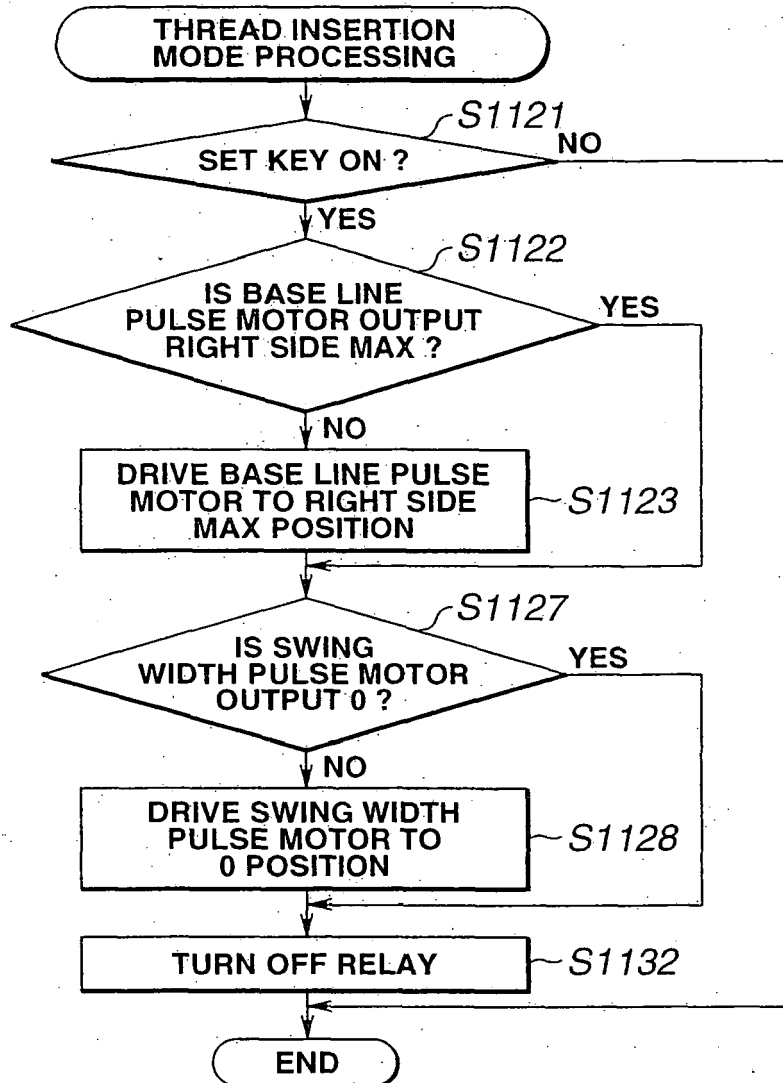 THREAD INSERTION
MODE PROCESSING
S1121
SET KEY ON ?
NO
YES
S1122
IS BASE LINE
PULSE MOTOR OUTPUT
RIGHT SIDE MAX ?
YES
NO
DRIVE BASE LINE PULSE
MOTOR TO RIGHT SIDE
MAX POSITION
S1123
S1127
IS SWING
WIDTH PULSE MOTOR
OUTPUT 0 ?
YES
NO
DRIVE SWING WIDTH
PULSE MOTOR TO
0 POSITION
S1128
TURN OFF RELAY
S1132
END